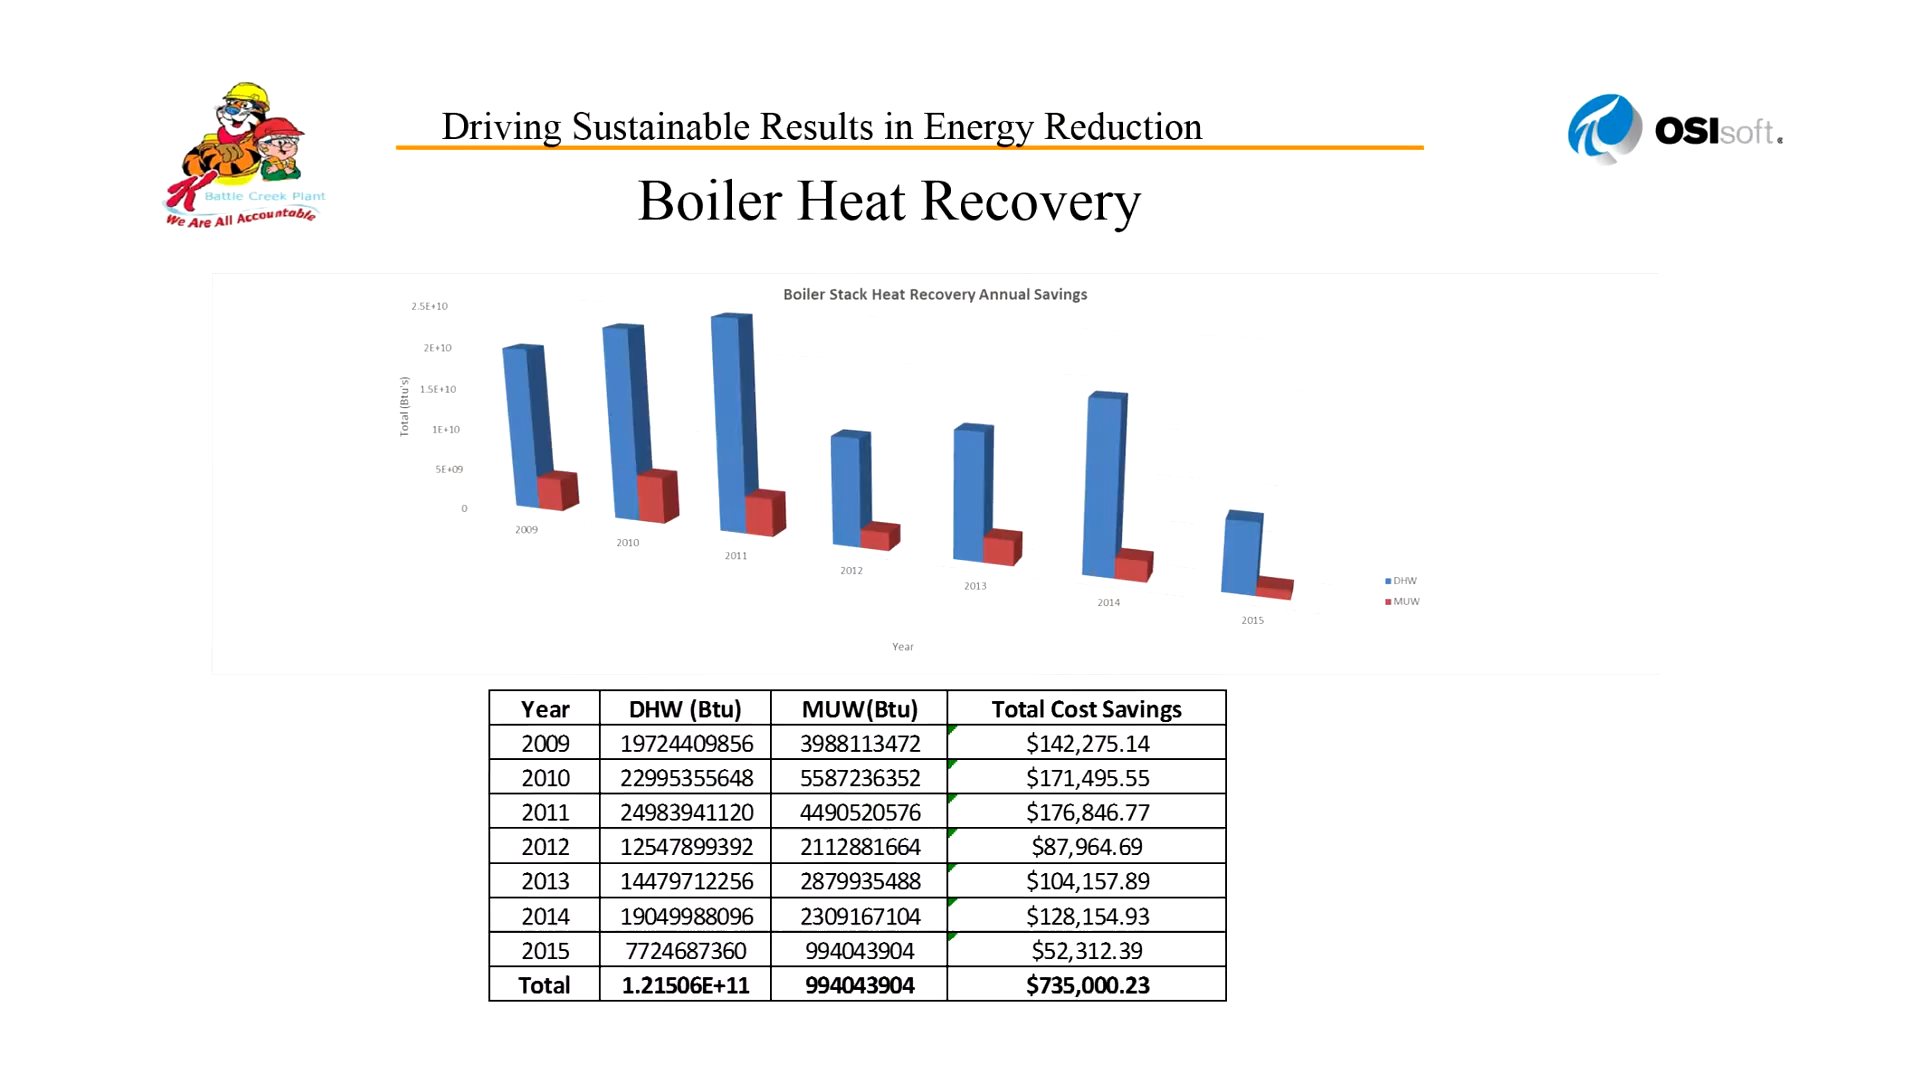 Driving Sustainable Results in Energy Reduction
OSIsoft.
K Battle Creek Plant
We Are All Accountable
Boiler Heat Recovery
Boiler Stack Heat Recovery Annual Savings
Total (Btu's)
2.5E+10
2E+10
1.5E+10
1E+10
5E+09
0
2009
2010
2011
2012
2013
2014
2015
Year
DHW
MUW
Year DHW (Btu) MUW(Btu) Total Cost Savings
2009 19724409856 3988113472 $142,275.14
2010 22995355648 5587236352 $171,495.55
2011 24983941120 4490520576 $176,846.77
2012 12547899392 2112881664 $87,964.69
2013 14479712256 2879935488 $104,157.89
2014 19049988096 2309167104 $128,154.93
2015 7724687360 994043904 $52,312.39
Total 1.21506E+11 994043904 $735,000.23